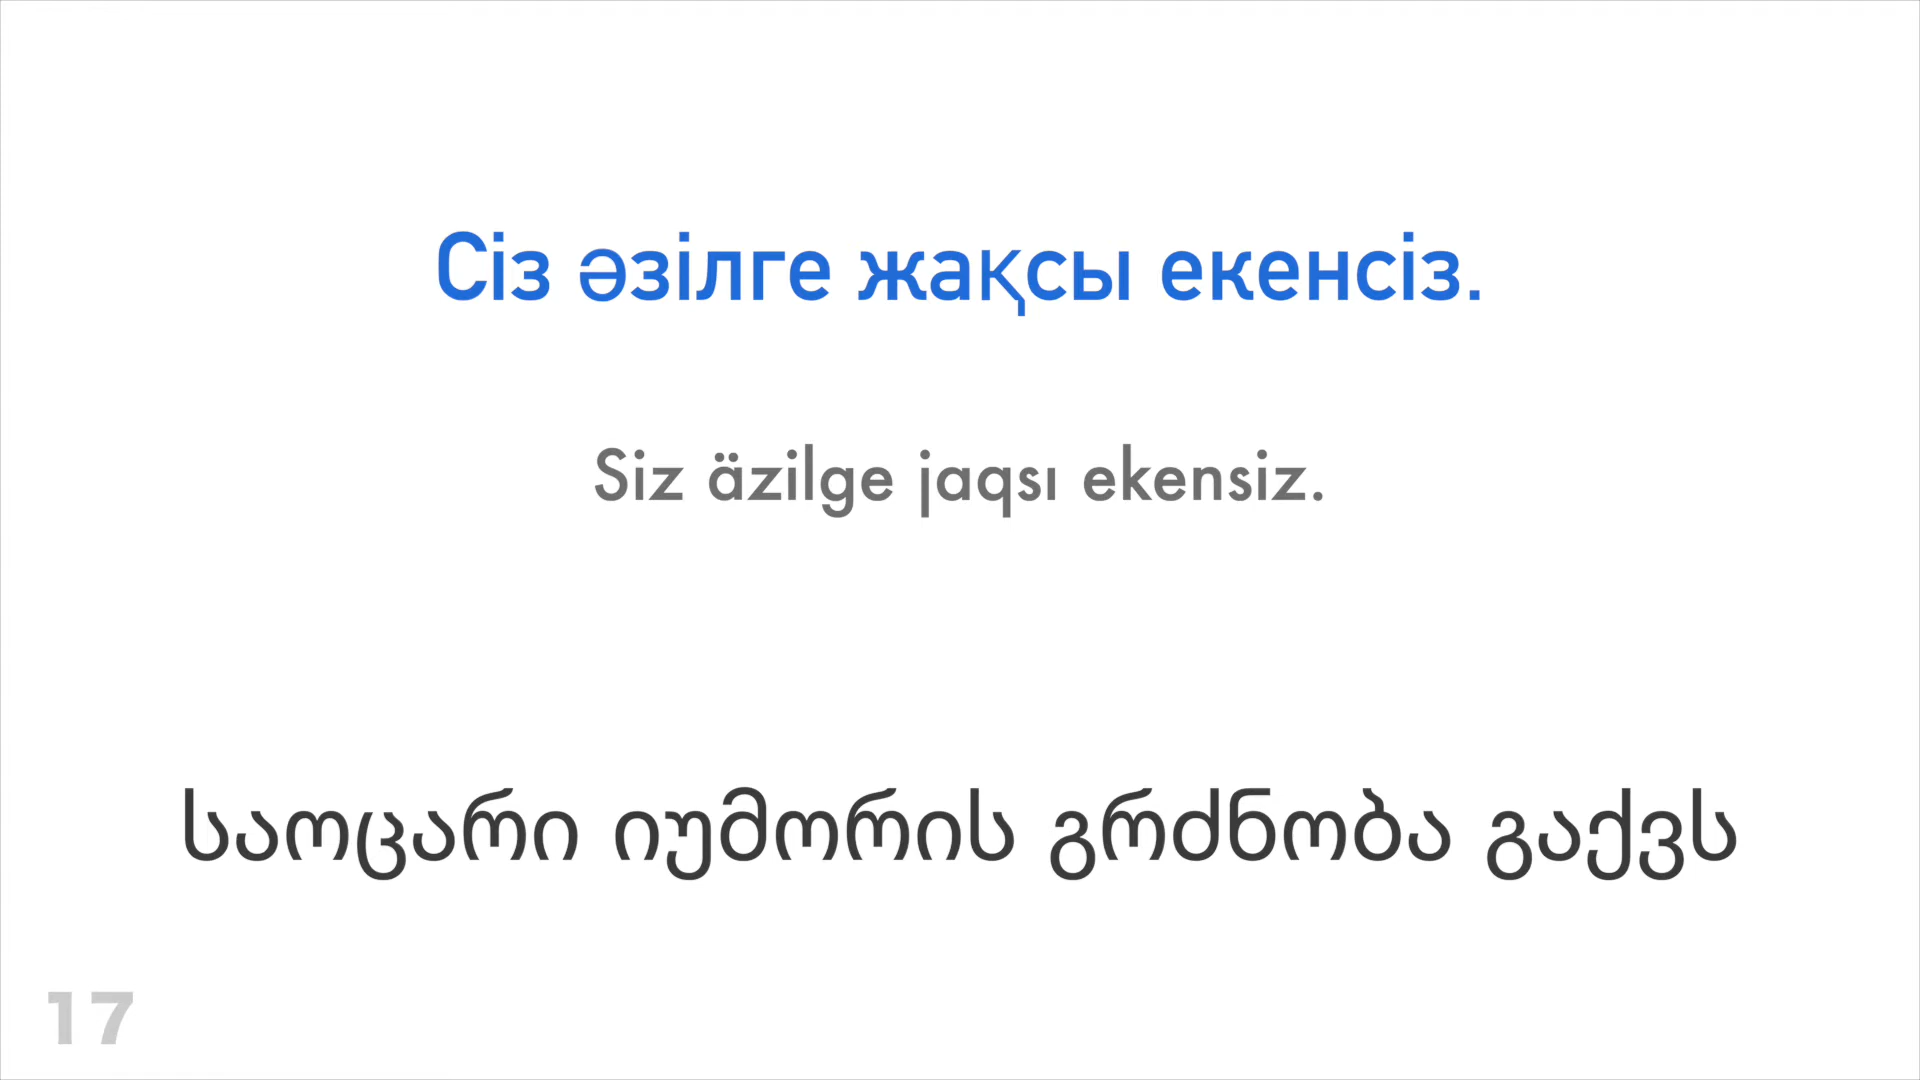 Сіз әзілге жақсы екенсіз.
Siz äzilge jaqsı ekensiz.
საოცარი იუმორის გრძნობა გაქვს
17